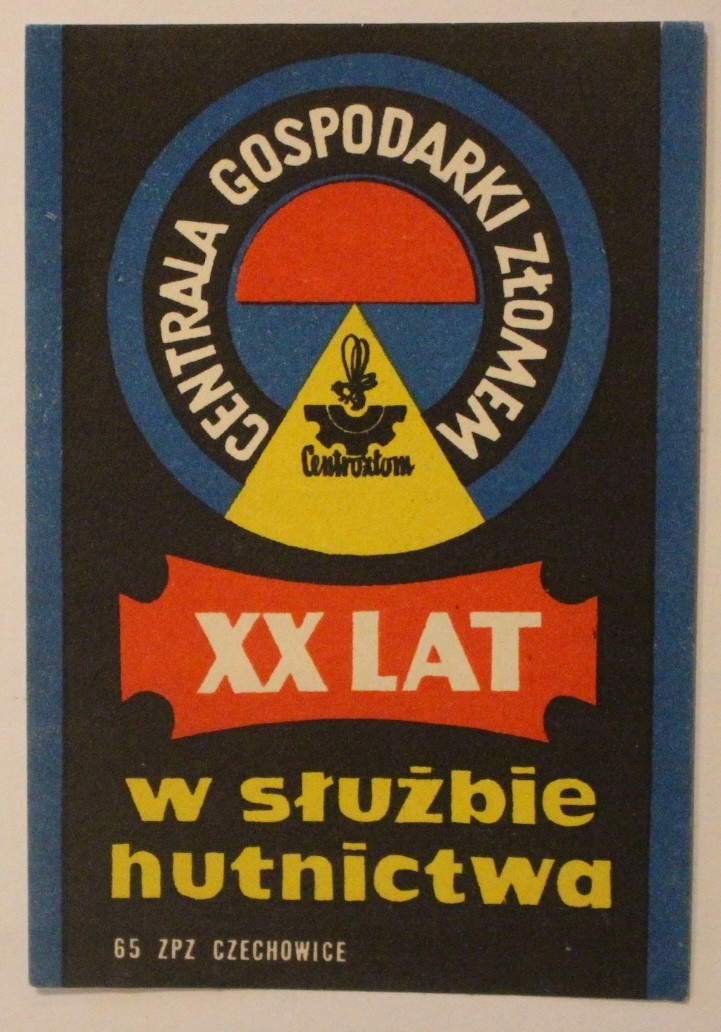 CENTRALA GOSPODARKI ZŁOMEM
Centrozłom
XX LAT
w służbie
hutnictwa
65 ZPZ CZECHOWICE